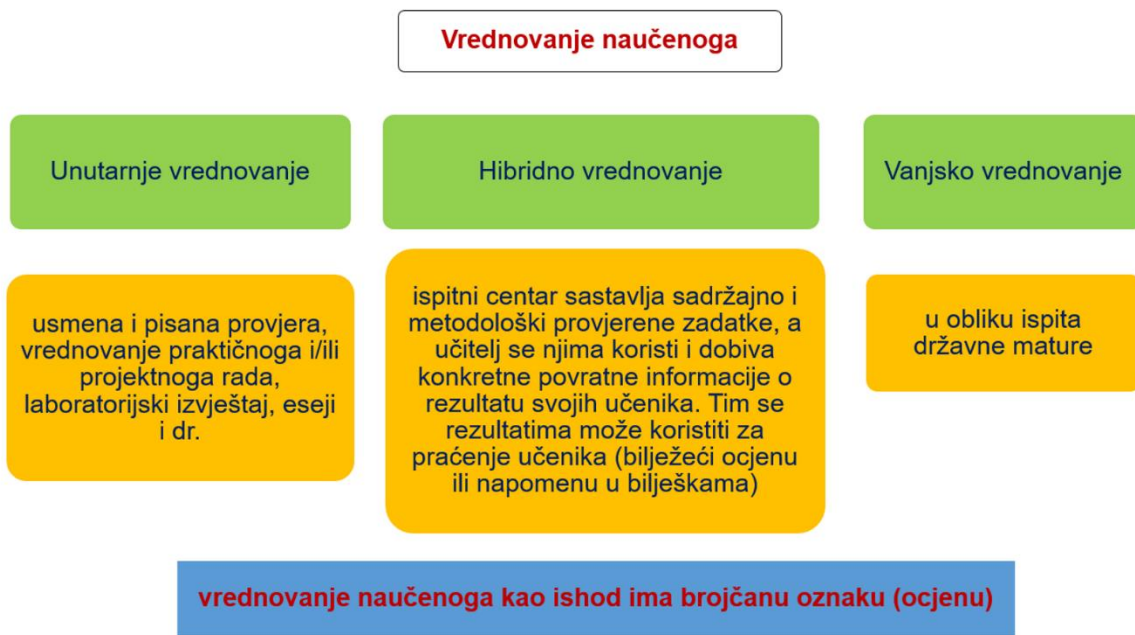 Vrednovanje naučenoga
Unutarnje vrednovanje
Hibridno vrednovanje
Vanjsko vrednovanje
usmena i pisana provjera,
vrednovanje praktičnoga i/ili
projektnoga rada,
laboratorijski izvještaj, eseji
i dr.
ispitni centar sastavlja sadržajno i
metodološki provjerene zadatke, a
učitelj se njima koristi i dobiva
konkretne povratne informacije o
rezultatu svojih učenika. Tim se
rezultatima može koristiti za
praćenje učenika (bilježeći ocjenu
ili napomenu u bilješkama)
u obliku ispita
državne mature
vrednovanje naučenoga kao ishod ima brojčanu oznaku (ocjenu)